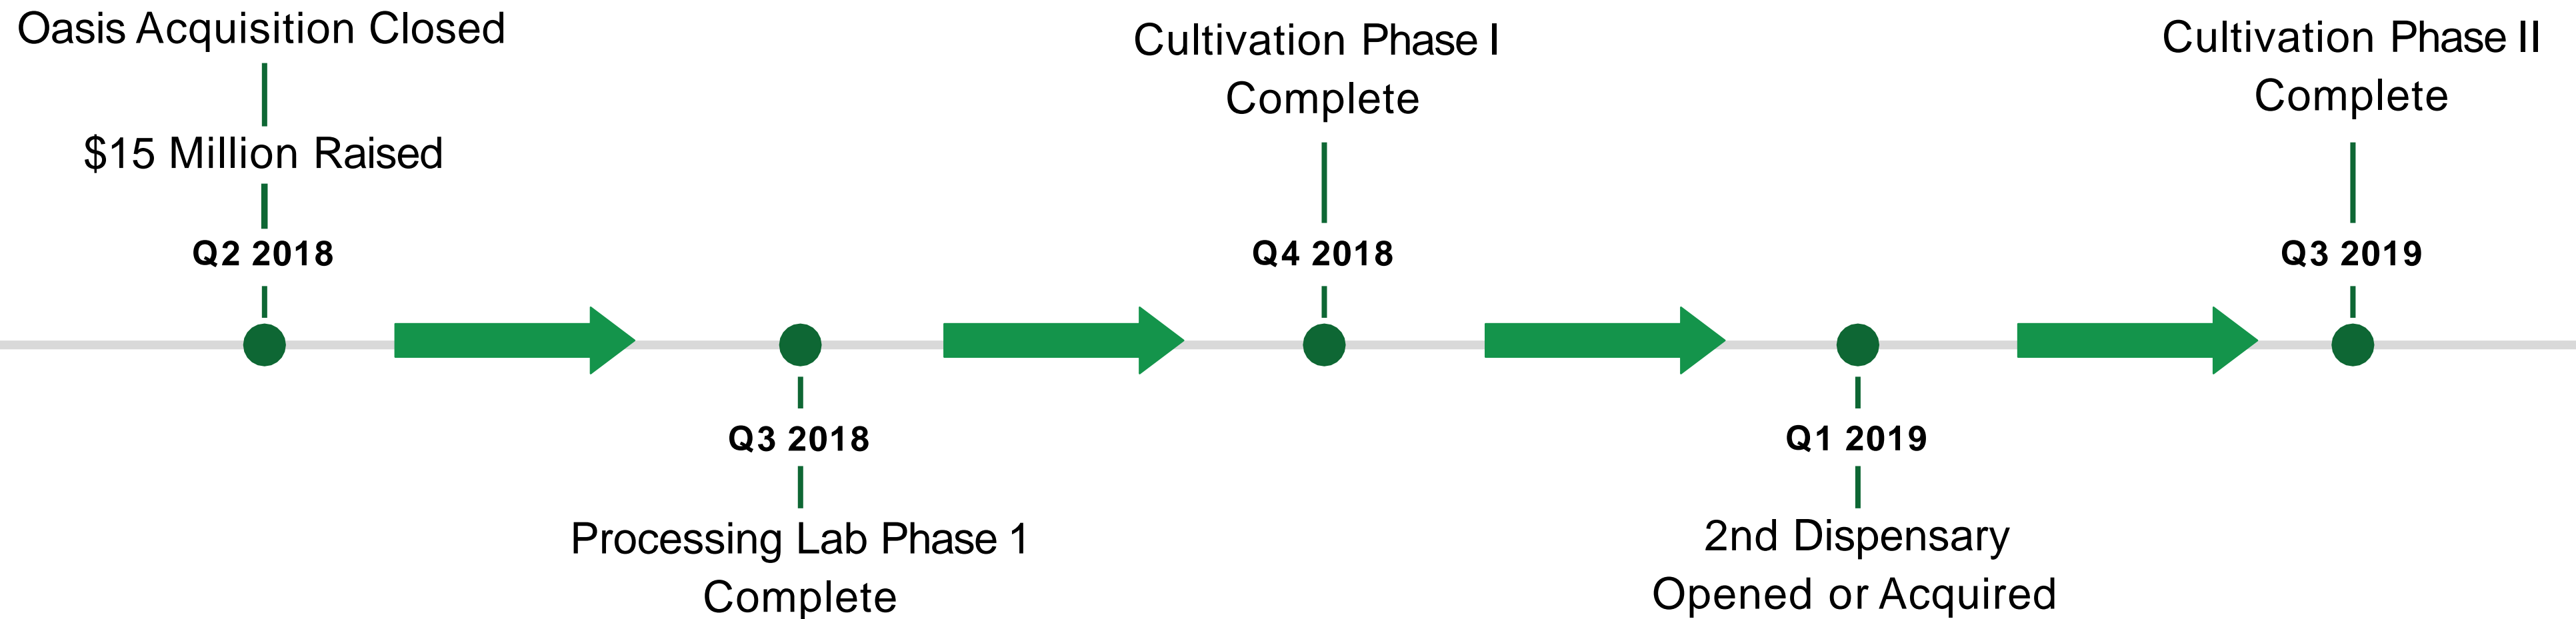 Oasis Acquisition Closed
$15 Million Raised
Q2 2018
Q3 2018
Processing Lab Phase 1
Complete
Cultivation Phase I
Complete
Q4 2018
Q1 2019
2nd Dispensary
Opened or Acquired
Cultivation Phase II
Complete
Q3 2019